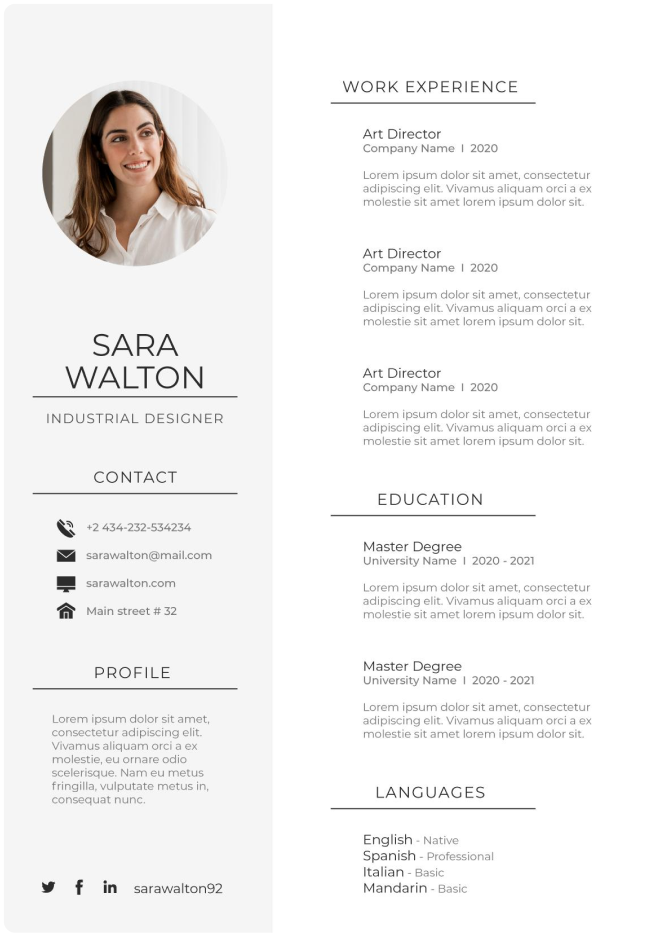 SARA
WALTON
INDUSTRIAL DESIGNER
CONTACT
+2 434-232-534234
sarawalton@mail.com
sarawalton.com
Main street # 32
PROFILE
Lorem ipsum dolor sit amet,
consectetur adipiscing elit.
Vivamus aliquam orci a ex
molestie, eu ornare odio
scelerisque. Nam eu metus
fringilla, vulputate metus in,
consequat nunc.
sarawalton92
WORK EXPERIENCE
Art Director
Company Name I 2020
Lorem ipsum dolor sit amet, consectetur
adipiscing elit. Vivamus aliquam orci a ex
molestie sit amet lorem ipsum dolor sit.
Art Director
Company Name I 2020
Lorem ipsum dolor sit amet, consectetur
adipiscing elit. Vivamus aliquam orci a ex
molestie sit amet lorem ipsum dolor sit.
Art Director
Company Name I 2020
Lorem ipsum dolor sit amet, consectetur
adipiscing elit. Vivamus aliquam orci a ex
molestie sit amet lorem ipsum dolor sit.
EDUCATION
Master Degree
University Name I 2020 - 2021
Lorem ipsum dolor sit amet, consectetur
adipiscing elit. Vivamus aliquam orci a ex
molestie sit amet lorem ipsum dolor sit.
Master Degree
University Name I 2020 - 2021
Lorem ipsum dolor sit amet, consectetur
adipiscing elit. Vivamus aliquam orci a ex
molestie sit amet lorem ipsum dolor sit.
LANGUAGES
English - Native
Spanish - Professional
Italian - Basic
Mandarin - Basic